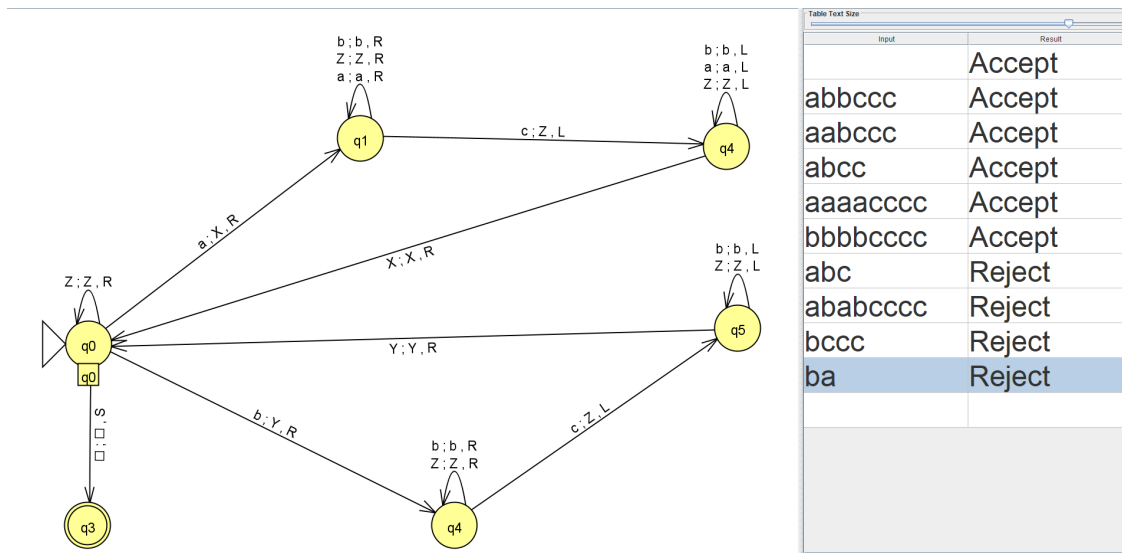 Table Text Size
Input Result
Accept
abbccc Accept
aabccc Accept
abcc Accept
aaaacccc Accept
bbbbcccc Accept
abc Reject
ababcccc Reject
bccc Reject
ba Reject
b ; b , R
Z ; Z , R
a ; a , R
q1
c ; Z , L
b ; b , L
a ; a , L
Z ; Z , L
q4
a ; X , R
X ; X , R
Z ; Z , R
q0
q0
b ; b , L
Z ; Z , L
q5
Y ; Y , R
b ; Y , R
c ; Z , L
□ ; □ , S
b ; b , R
Z ; Z , R
q4
q3